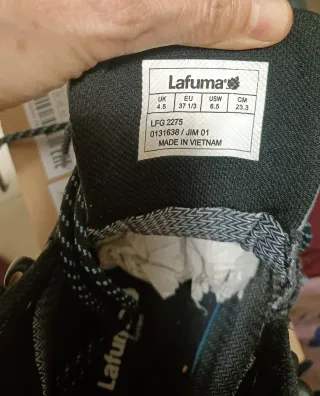 Lafuma
UK EU USW CM
4.5 37 1/3 6.5 23.3
LFG 2275
0131638 / JIM 01
MADE IN VIETNAM
Lafuma